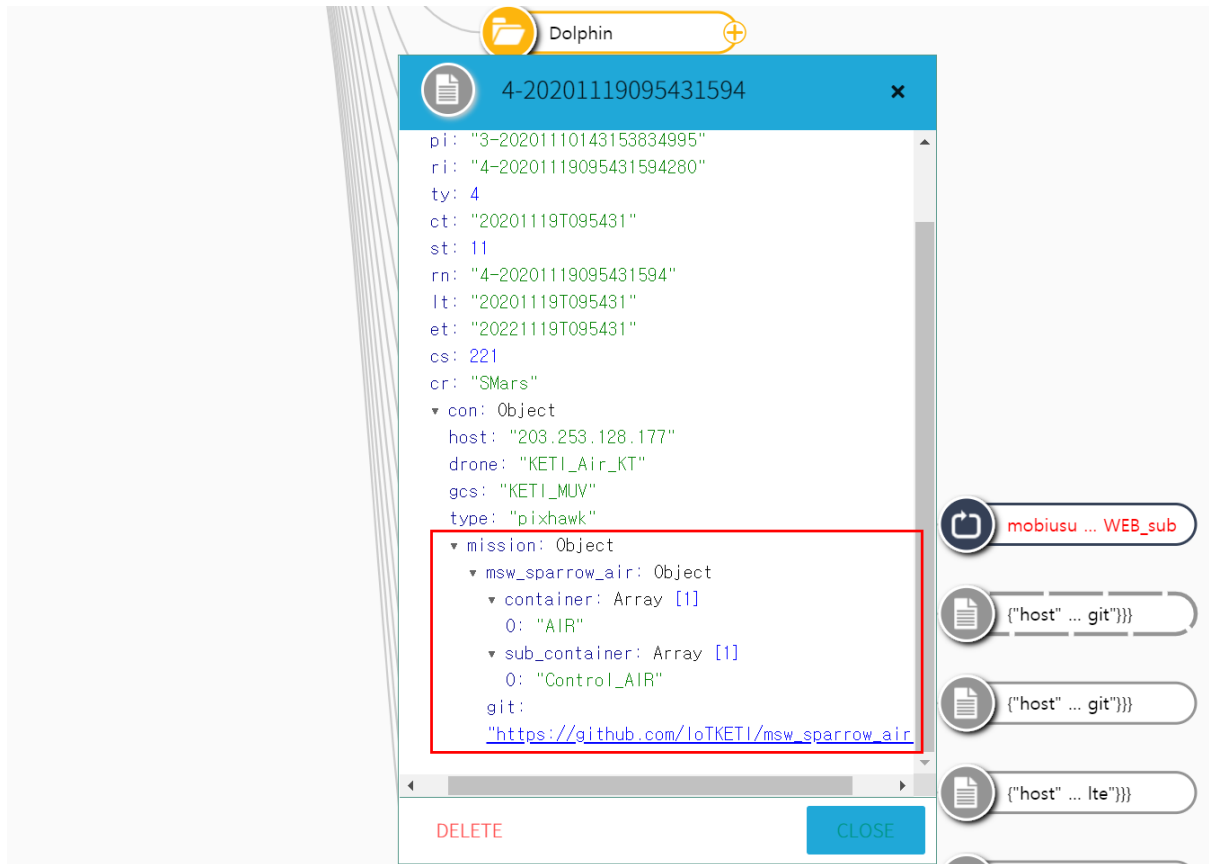 Dolphin
4-20201119095431594
pi: "3-20201110143153834995"
ri: "4-20201119095431594280"
ty: 4
ct: "20201119T095431"
st: 11
rn: "4-20201119095431594"
lt: "20201119T095431"
et: "20221119T095431"
cs: 221
cr: "SMars"
con: Object
host: "203.253.128.177"
drone: "KETI_Air_KT"
gcs: "KETI_MUV"
type: "pixhawk"
mission: Object
msw_sparrow_air: Object
container: Array [1]
0: "AIR"
sub_container: Array [1]
0: "Control_AIR"
git:
"https://github.com/IoTKETI/msw_sparrow_air
mobiusu ... WEB_sub
{"host" ... git"}}}
{"host" ... git"}}}
{"host" ... lte"}}}
DELETE
CLOSE